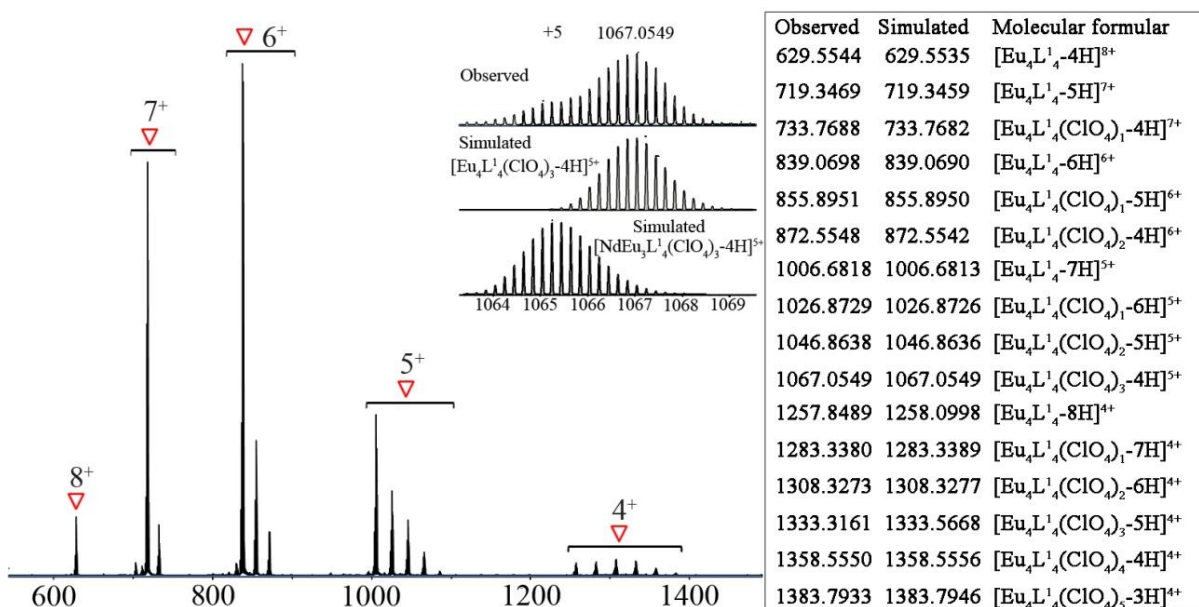 8⁺
7⁺
6⁺
5⁺
4⁺
600
800
1000
1200
1400
+5 1067.0549
Observed
Simulated
[Eu₄L¹₄(ClO₄)₃-4H]⁵⁺
Simulated
[NdEu₃L¹₄(ClO₄)₃-4H]⁵⁺
1064 1065 1066 1067 1068 1069
Observed Simulated Molecular formular
629.5544 629.5535 [Eu₄L¹₄-4H]⁸⁺
719.3469 719.3459 [Eu₄L¹₄-5H]⁷⁺
733.7688 733.7682 [Eu₄L¹₄(ClO₄)₁-4H]⁷⁺
839.0698 839.0690 [Eu₄L¹₄-6H]⁶⁺
855.8951 855.8950 [Eu₄L¹₄(ClO₄)₁-5H]⁶⁺
872.5548 872.5542 [Eu₄L¹₄(ClO₄)₂-4H]⁶⁺
1006.6818 1006.6813 [Eu₄L¹₄-7H]⁵⁺
1026.8729 1026.8726 [Eu₄L¹₄(ClO₄)₁-6H]⁵⁺
1046.8638 1046.8636 [Eu₄L¹₄(ClO₄)₂-5H]⁵⁺
1067.0549 1067.0549 [Eu₄L¹₄(ClO₄)₃-4H]⁵⁺
1257.8489 1258.0998 [Eu₄L¹₄-8H]⁴⁺
1283.3380 1283.3389 [Eu₄L¹₄(ClO₄)₁-7H]⁴⁺
1308.3273 1308.3277 [Eu₄L¹₄(ClO₄)₂-6H]⁴⁺
1333.3161 1333.5668 [Eu₄L¹₄(ClO₄)₃-5H]⁴⁺
1358.5550 1358.5556 [Eu₄L¹₄(ClO₄)₄-4H]⁴⁺
1383.7933 1383.7946 [Eu₄L¹₄(ClO₄)₅-3H]⁴⁺